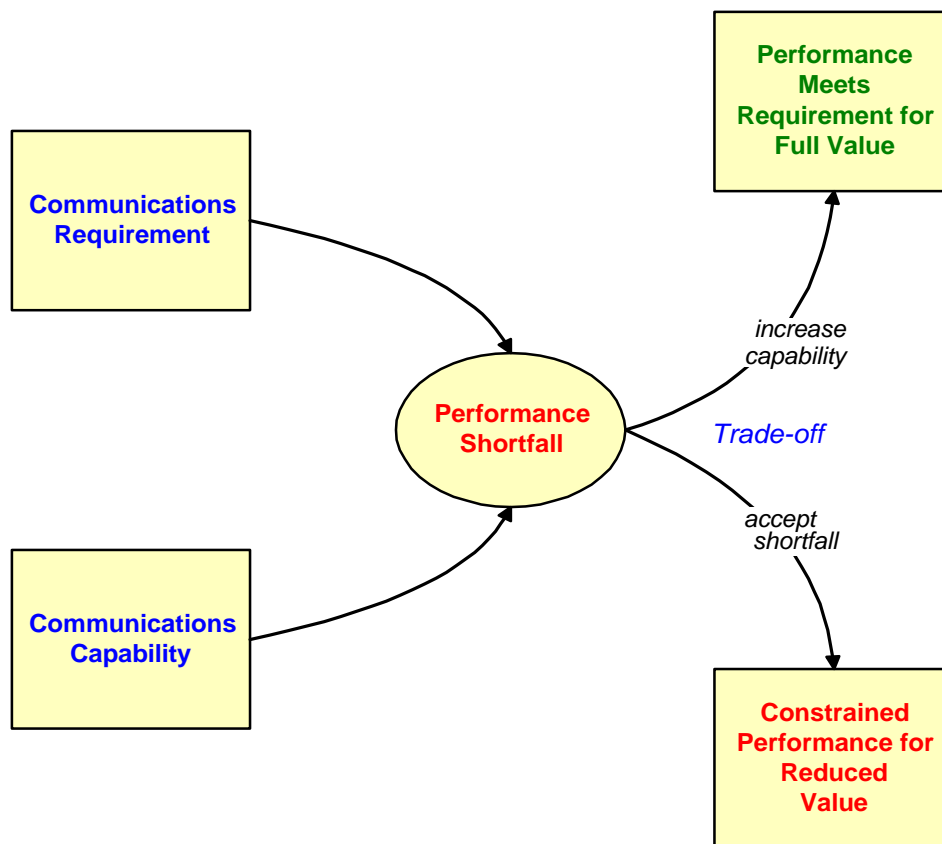 Performance
Meets
Requirement for
Full Value
Communications
Requirement
increase
capability
Performance
Shortfall
Trade-off
accept
shortfall
Communications
Capability
Constrained
Performance for
Reduced
Value